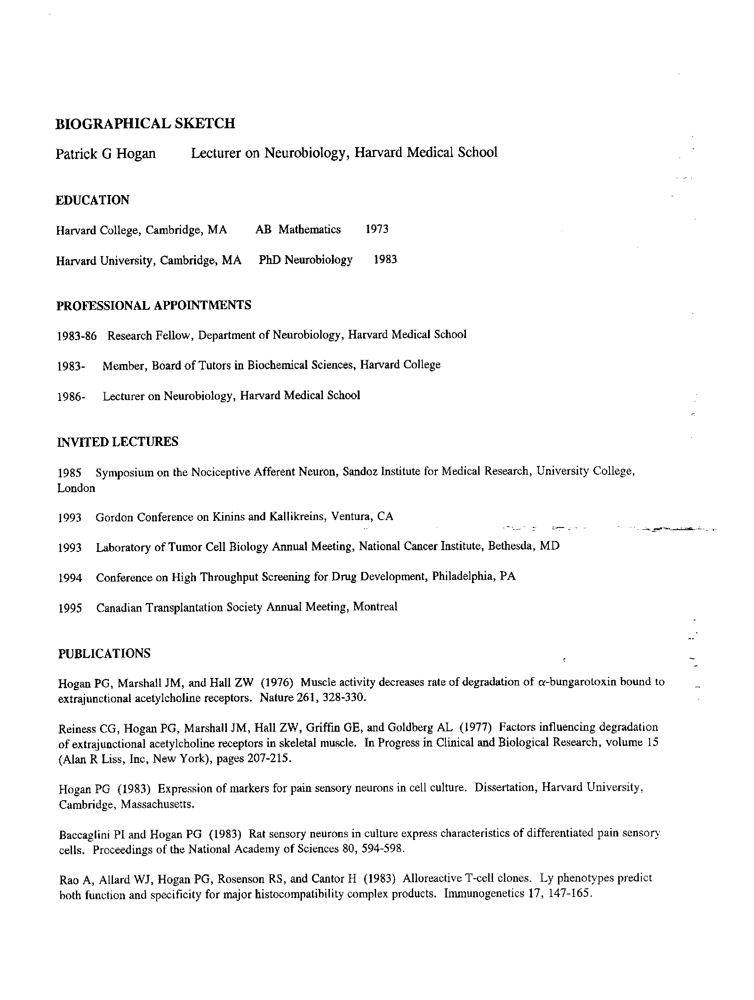 BIOGRAPHICAL SKETCH
Patrick G Hogan Lecturer on Neurobiology, Harvard Medical School
EDUCATION
Harvard College, Cambridge, MA AB Mathematics 1973
Harvard University, Cambridge, MA PhD Neurobiology 1983
PROFESSIONAL APPOINTMENTS
1983-86 Research Fellow, Department of Neurobiology, Harvard Medical School
1983- Member, Board of Tutors in Biochemical Sciences, Harvard College
1986- Lecturer on Neurobiology, Harvard Medical School
INVITED LECTURES
1985 Symposium on the Nociceptive Afferent Neuron, Sandoz Institute for Medical Research, University College,
London
1993 Gordon Conference on Kinins and Kallikreins, Ventura, CA
1993 Laboratory of Tumor Cell Biology Annual Meeting, National Cancer Institute, Bethesda, MD
1994 Conference on High Throughput Screening for Drug Development, Philadelphia, PA
1995 Canadian Transplantation Society Annual Meeting, Montreal
PUBLICATIONS
Hogan PG, Marshall JM, and Hall ZW (1976) Muscle activity decreases rate of degradation of α-bungarotoxin bound to
extrajunctional acetylcholine receptors. Nature 261, 328-330.
Reiness CG, Hogan PG, Marshall JM, Hall ZW, Griffin GE, and Goldberg AL (1977) Factors influencing degradation
of extrajunctional acetylcholine receptors in skeletal muscle. In Progress in Clinical and Biological Research, volume 15
(Alan R Liss, Inc, New York), pages 207-215.
Hogan PG (1983) Expression of markers for pain sensory neurons in cell culture. Dissertation, Harvard University,
Cambridge, Massachusetts.
Baccaglini PI and Hogan PG (1983) Rat sensory neurons in culture express characteristics of differentiated pain sensory
cells. Proceedings of the National Academy of Sciences 80, 594-598.
Rao A, Allard WJ, Hogan PG, Rosenson RS, and Cantor H (1983) Alloreactive T-cell clones. Ly phenotypes predict
both function and specificity for major histocompatibility complex products. Immunogenetics 17, 147-165.